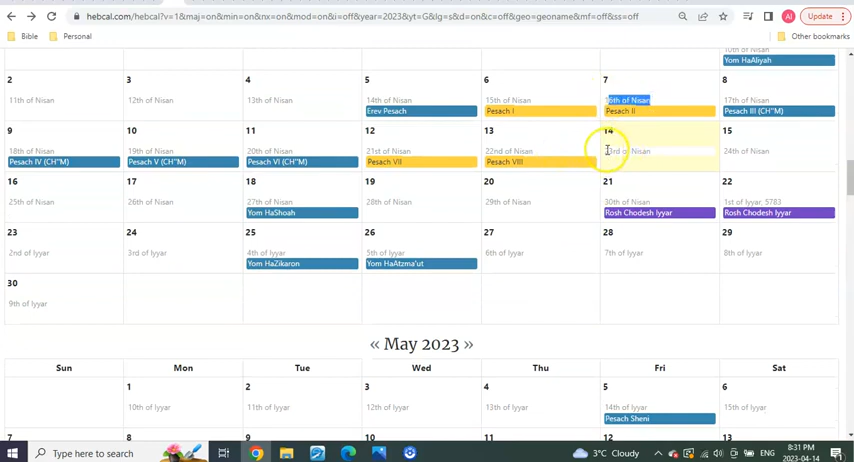 hebcal.com/hebcal?v=1&maj=on&min=on&nx=on&mod=on&i=off&year=2023&yt=G&lg=s&d=on&c=off&geo=geoname&mf=off&ss=off
AI
Update
Bible Personal Other bookmarks
10th of Nisan
Yom HaAliyah
2 3 4 5 6 7 8
11th of Nisan 12th of Nisan 13th of Nisan 14th of Nisan 15th of Nisan 16th of Nisan 17th of Nisan
Erev Pesach Pesach I Pesach II Pesach III (CH"M)
9 10 11 12 13 14 15
18th of Nisan 19th of Nisan 20th of Nisan 21st of Nisan 22nd of Nisan 23rd of Nisan 24th of Nisan
Pesach IV (CH"M) Pesach V (CH"M) Pesach VI (CH"M) Pesach VII Pesach VIII
16 17 18 19 20 21 22
25th of Nisan 26th of Nisan 27th of Nisan 28th of Nisan 29th of Nisan 30th of Nisan 1st of Iyyar, 5783
Yom HaShoah Rosh Chodesh Iyyar Rosh Chodesh Iyyar
23 24 25 26 27 28 29
2nd of Iyyar 3rd of Iyyar 4th of Iyyar 5th of Iyyar 6th of Iyyar 7th of Iyyar 8th of Iyyar
Yom HaZikaron Yom HaAtzma'ut
30
9th of Iyyar
« May 2023 »
Sun Mon Tue Wed Thu Fri Sat
1 2 3 4 5 6
10th of Iyyar 11th of Iyyar 12th of Iyyar 13th of Iyyar 14th of Iyyar 15th of Iyyar
Pesach Sheni
7 8 9 10 11 12 13
Type here to search
3°C Cloudy
ENG
8:31 PM
2023-04-14